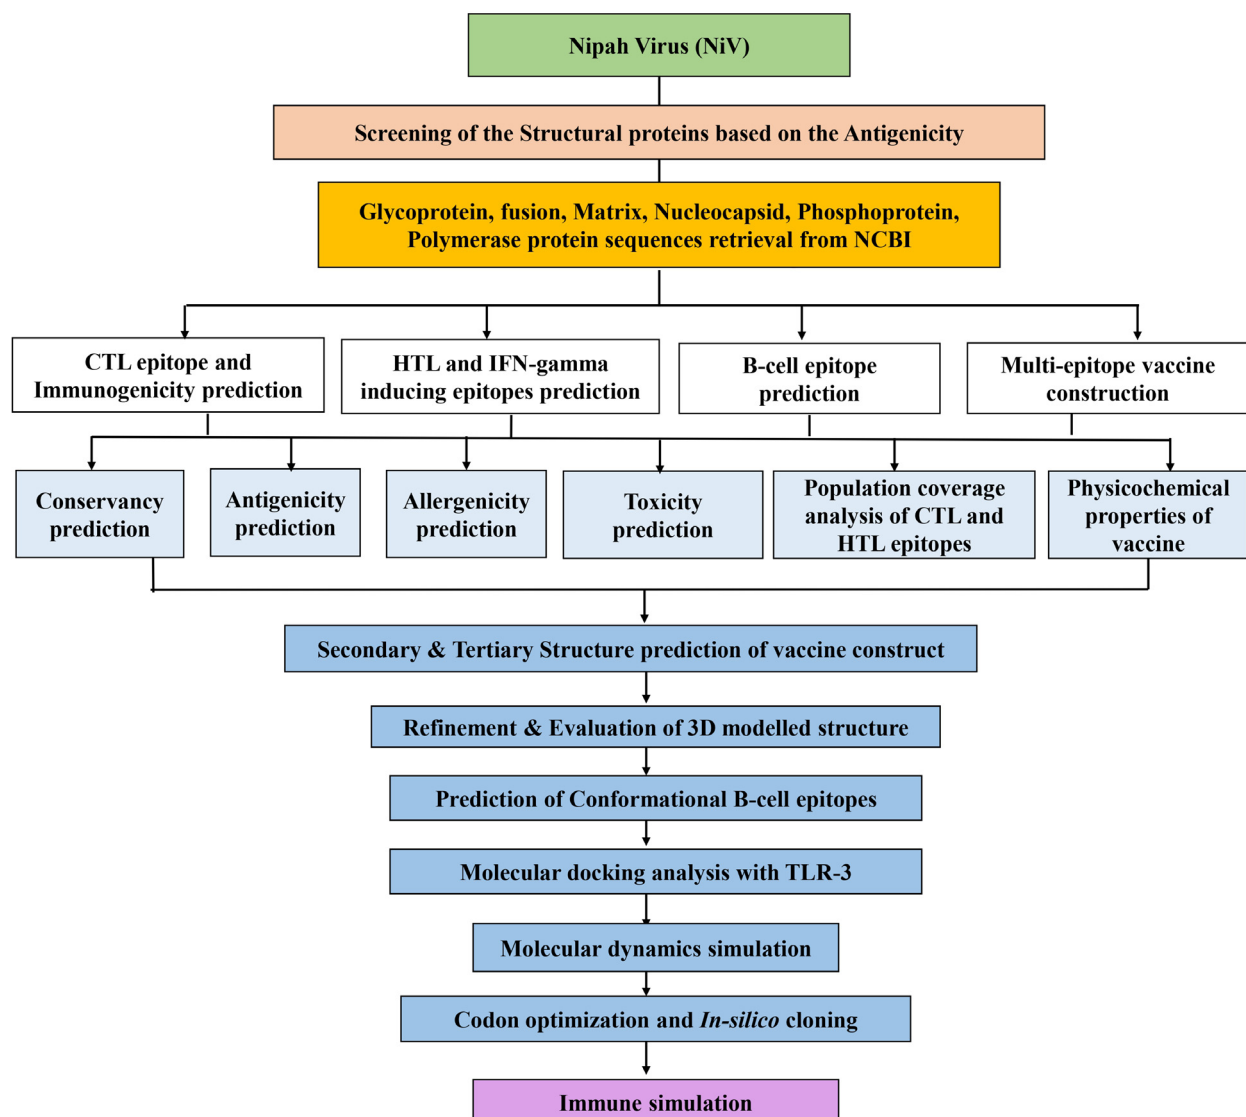 Nipah Virus (NiV)
Screening of the Structural proteins based on the Antigenicity
Glycoprotein, fusion, Matrix, Nucleocapsid, Phosphoprotein,
Polymerase protein sequences retrieval from NCBI
CTL epitope and
Immunogenicity prediction
HTL and IFN-gamma
inducing epitopes prediction
B-cell epitope
prediction
Multi-epitope vaccine
construction
Conservancy
prediction
Antigenicity
prediction
Allergenicity
prediction
Toxicity
prediction
Population coverage
analysis of CTL and
HTL epitopes
Physicochemical
properties of
vaccine
Secondary & Tertiary Structure prediction of vaccine construct
Refinement & Evaluation of 3D modelled structure
Prediction of Conformational B-cell epitopes
Molecular docking analysis with TLR-3
Molecular dynamics simulation
Codon optimization and In-silico cloning
Immune simulation